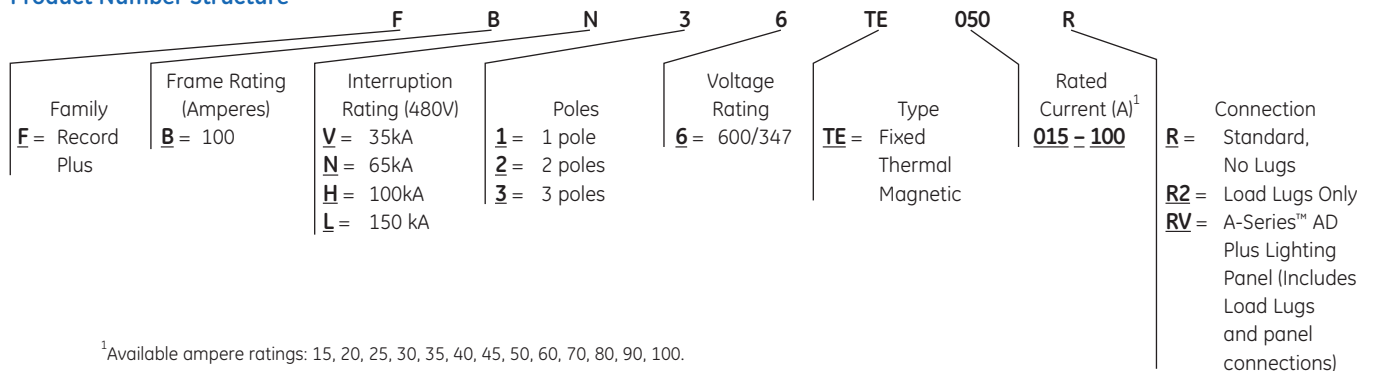 F B N 3 6 TE 050 R
Family
F = Record
Plus
Frame Rating
(Amperes)
B = 100
Interruption
Rating (480V)
V = 35kA
N = 65kA
H = 100kA
L = 150 kA
Poles
1 = 1 pole
2 = 2 poles
3 = 3 poles
Voltage
Rating
6 = 600/347
Type
TE = Fixed
Thermal
Magnetic
Rated
Current (A)1
015 – 100
Connection
R = Standard,
No Lugs
R2 = Load Lugs Only
RV = A-Series™ AD
Plus Lighting
Panel (Includes
Load Lugs
and panel
connections)
1Available ampere ratings: 15, 20, 25, 30, 35, 40, 45, 50, 60, 70, 80, 90, 100.